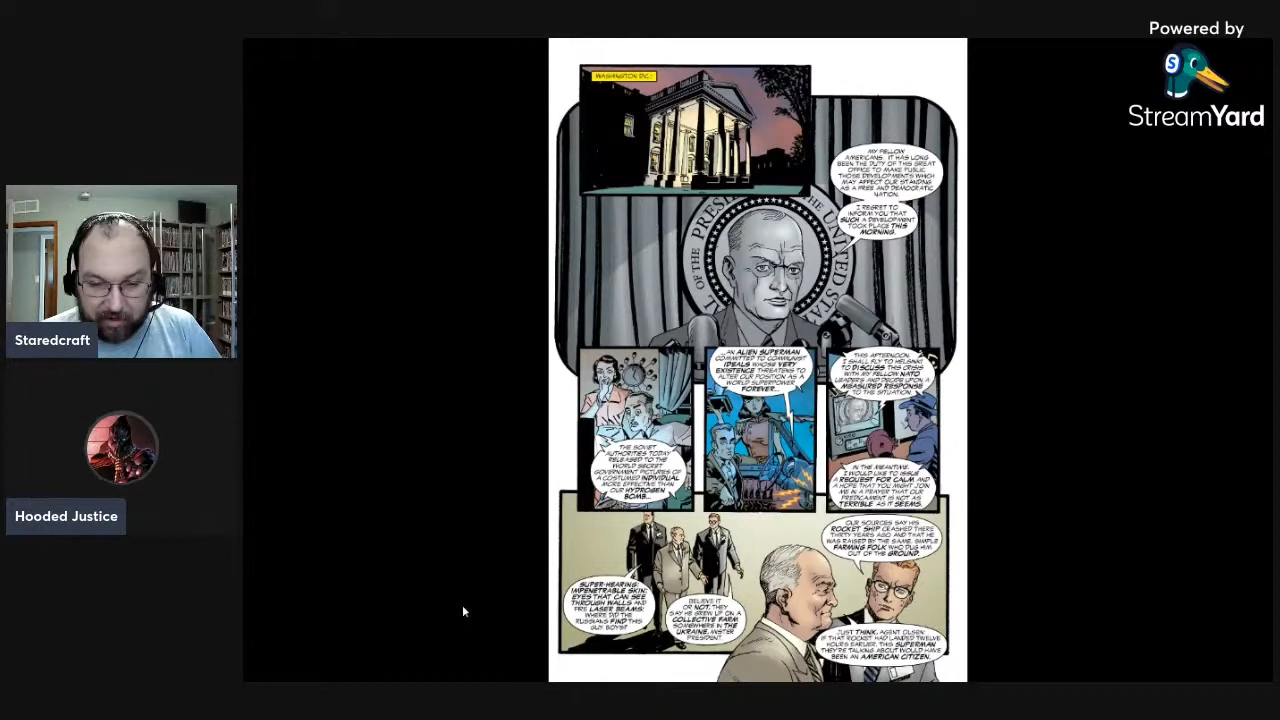 Powered by
StreamYard
Staredcraft
Hooded Justice
WASHINGTON D.C.:
MY FELLOW
AMERICANS. IT HAS LONG
BEEN THE DUTY OF THIS GREAT
OFFICE TO MAKE PUBLIC
THOSE DEVELOPMENTS WHICH
MAY AFFECT OUR STANDING
AS A FREE AND DEMOCRATIC
NATION.
I REGRET TO
INFORM YOU THAT
SUCH A DEVELOPMENT
TOOK PLACE THIS
MORNING.
L OF THE PRES THE UNITED STA
THE SOVIET
AUTHORITIES TODAY
RELEASED TO THE
WORLD SECRET
GOVERNMENT PICTURES OF
A COSTUMED INDIVIDUAL
MORE EFFECTIVE THAN
OUR HYDROGEN
BOMB...
...AN ALIEN SUPERMAN
COMMITTED TO COMMUNIST
IDEALS WHOSE VERY
EXISTENCE THREATENS TO
ALTER OUR POSITION AS A
WORLD SUPERPOWER
FOREVER...
THIS AFTERNOON,
I SHALL FLY TO HELSINKI
TO DISCUSS THIS CRISIS
WITH MY FELLOW NATO
LEADERS AND DECIDE UPON A
MEASURED RESPONSE
TO THE SITUATION.
IN THE MEANTIME,
I WOULD LIKE TO ISSUE
A REQUEST FOR CALM AND
A HOPE THAT YOU MIGHT JOIN
ME IN A PRAYER THAT OUR
PREDICAMENT IS NOT AS
TERRIBLE AS IT SEEMS.
SUPER-HEARING;
IMPENETRABLE SKIN;
EYES THAT CAN SEE
THROUGH WALLS AND
FIRE LASER BEAMS;
WHERE DID THE
RUSSIANS FIND THIS
GUY, BOYS?
BELIEVE IT
OR NOT, THEY
SAY HE GREW UP ON A
COLLECTIVE FARM
SOMEWHERE IN THE
UKRAINE, MISTER
PRESIDENT.
OUR SOURCES SAY HIS
ROCKET SHIP CRASHED THERE
THIRTY YEARS AGO AND THAT HE
WAS RAISED BY THE SAME, SIMPLE
FARMING FOLK WHO DUG HIM
OUT OF THE GROUND.
JUST THINK, AGENT OLSEN:
IF THAT ROCKET HAD LANDED TWELVE
HOURS EARLIER, THIS SUPERMAN
THEY'RE TALKING ABOUT WOULD HAVE
BEEN AN AMERICAN CITIZEN.